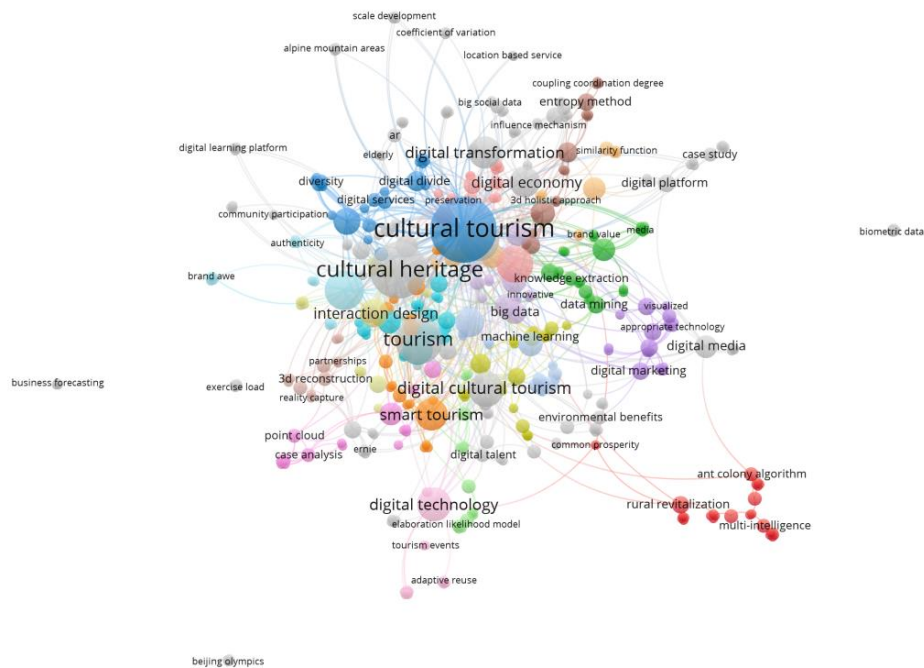 scale development
coefficient of variation
alpine mountain areas
location based service
coupling coordination degree
big social data
entropy method
influence mechanism
ar
digital learning platform
elderly
digital transformation
similarity function
case study
diversity
digital divide
digital economy
digital platform
digital services
preservation
3d holistic approach
community participation
cultural tourism
brand value
media
biometric data
authenticity
cultural heritage
brand awe
knowledge extraction
innovative
data mining
visualized
interaction design
big data
appropriate technology
tourism
machine learning
digital media
partnerships
3d reconstruction
digital marketing
business forecasting
exercise load
reality capture
digital cultural tourism
smart tourism
environmental benefits
point cloud
ernie
common prosperity
case analysis
digital talent
ant colony algorithm
digital technology
rural revitalization
elaboration likelihood model
multi-intelligence
tourism events
adaptive reuse
beijing olympics